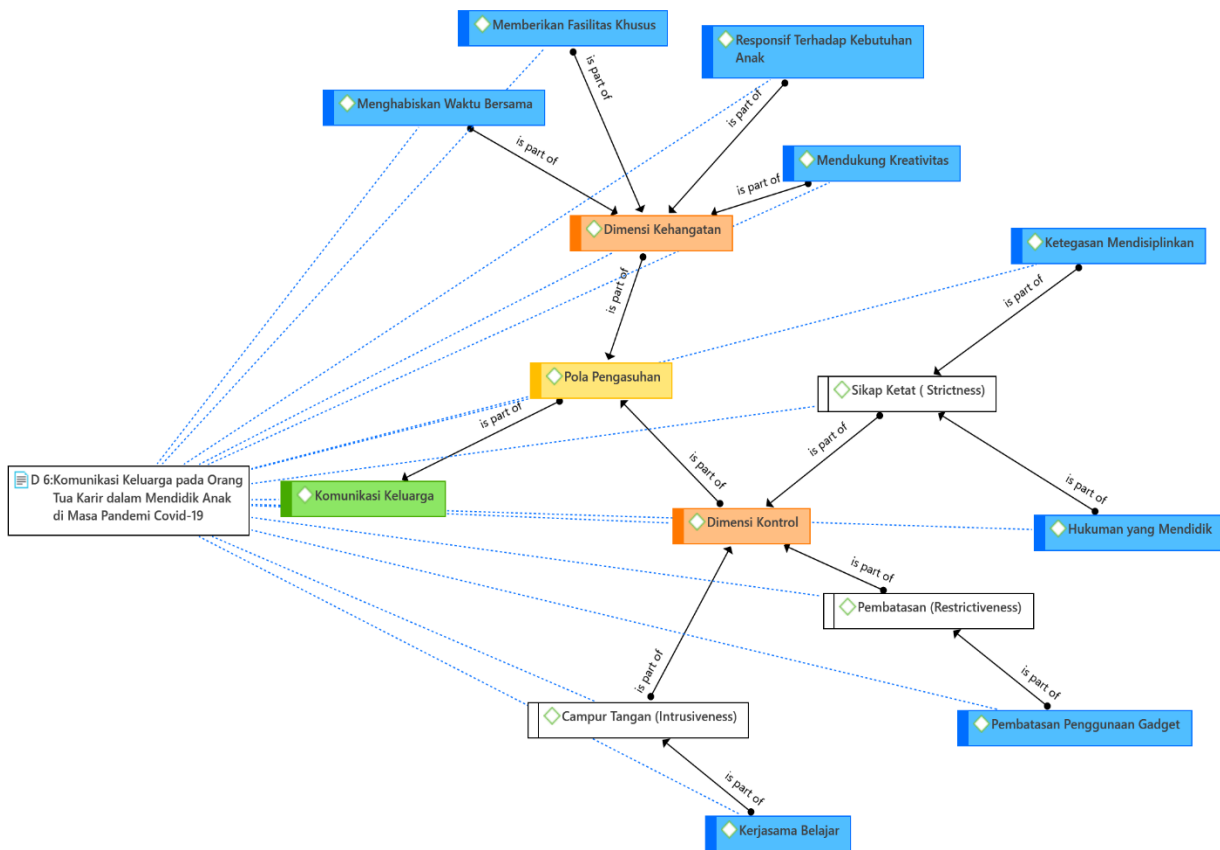 Memberikan Fasilitas Khusus
Responsif Terhadap Kebutuhan
Anak
is part of
is part of
Menghabiskan Waktu Bersama
is part of
Mendukung Kreativitas
is part of
Dimensi Kehangatan
Ketegasan Mendisiplinkan
is part of
is part of
Pola Pengasuhan
Sikap Ketat ( Strictness)
is part of
is part of
is part of
is part of
D 6:Komunikasi Keluarga pada Orang
Tua Karir dalam Mendidik Anak
di Masa Pandemi Covid-19
Komunikasi Keluarga
Dimensi Kontrol
Hukuman yang Mendidik
is part of
Pembatasan (Restrictiveness)
is part of
is part of
Campur Tangan (Intrusiveness)
Pembatasan Penggunaan Gadget
is part of
Kerjasama Belajar